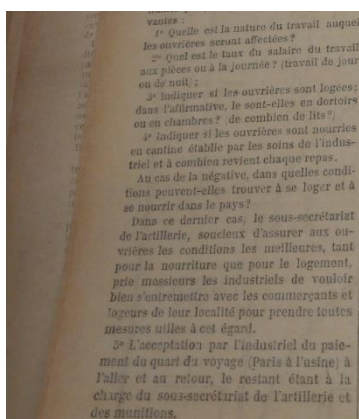 vantes :
1° Quelle est la nature du travail auquel
les ouvrières seront affectées ?
2° Quel est le taux du salaire du travail
aux pièces ou à la journée ? (travail de jour
ou de nuit) ;
3° Indiquer si les ouvrières sont logées ;
dans l'affirmative, le sont-elles en dortoirs
ou en chambres ? (de combien de lits ?)
4° Indiquer si les ouvrières sont nourries
en cantine établie par les soins de l'indus-
triel et à combien revient chaque repas.
Au cas de la négative, dans quelles condi-
tions peuvent-elles trouver à se loger et à
se nourrir dans le pays ?
Dans ce dernier cas, le sous-secrétariat
de l'artillerie, soucieux d'assurer aux ou-
vrières les conditions les meilleures, tant
pour la nourriture que pour le logement,
prie messieurs les industriels de vouloir
bien s'entremettre avec les commerçants et
logeurs de leur localité pour prendre toutes
mesures utiles à cet égard.
5° L'acceptation par l'industriel du paie-
ment du quart du voyage (Paris à l'usine) à
l'aller et au retour, le restant étant à la
charge du sous-secrétariat de l'artillerie et
des munitions.